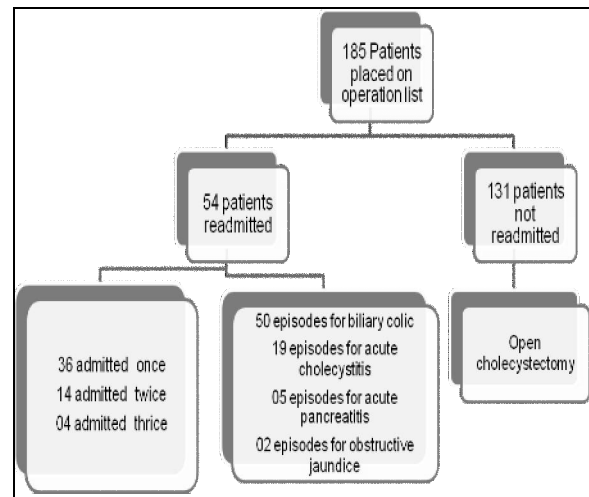 185 Patients
placed on
operation list
54 patients
readmitted
131 patients
not
readmitted
36 admitted once
14 admitted twice
04 admitted thrice
50 episodes for biliary colic
19 episodes for acute
cholecystitis
05 episodes for acute
pancreatitis
02 episodes for obstructive
jaundice
Open
cholecystectomy